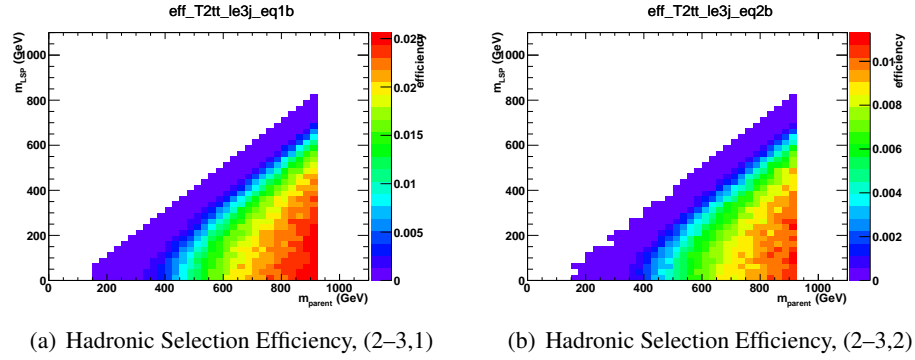 eff_T2tt_le3j_eq1b
m_LSP (GeV)
1000
800
600
400
200
0
0 200 400 600 800 1000
m_parent (GeV)
efficiency
0.025
0.02
0.015
0.01
0.005
0
(a) Hadronic Selection Efficiency, (2–3,1)
eff_T2tt_le3j_eq2b
m_LSP (GeV)
1000
800
600
400
200
0
0 200 400 600 800 1000
m_parent (GeV)
efficiency
0.01
0.008
0.006
0.004
0.002
0
(b) Hadronic Selection Efficiency, (2–3,2)